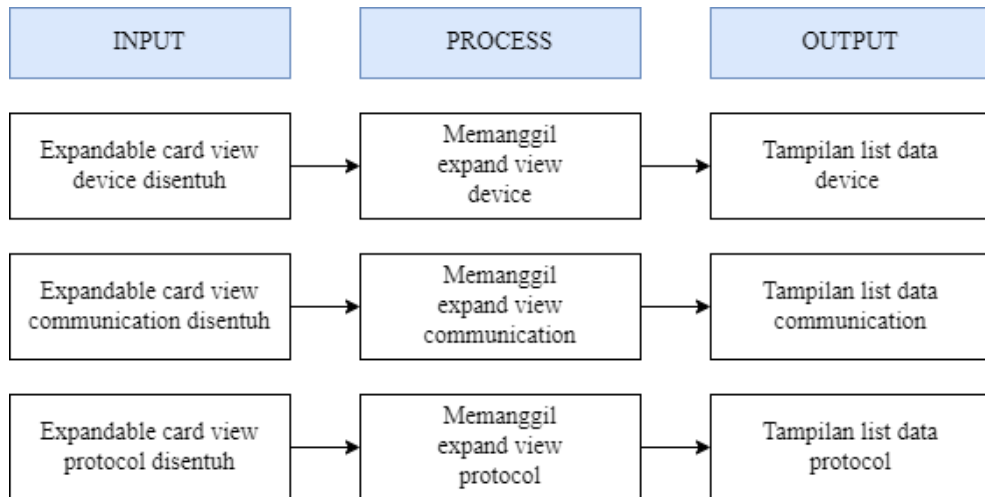 INPUT
PROCESS
OUTPUT
Expandable card view
device disentuh
Memanggil
expand view
device
Tampilan list data
device
Expandable card view
communication disentuh
Memanggil
expand view
communication
Tampilan list data
communication
Expandable card view
protocol disentuh
Memanggil
expand view
protocol
Tampilan list data
protocol